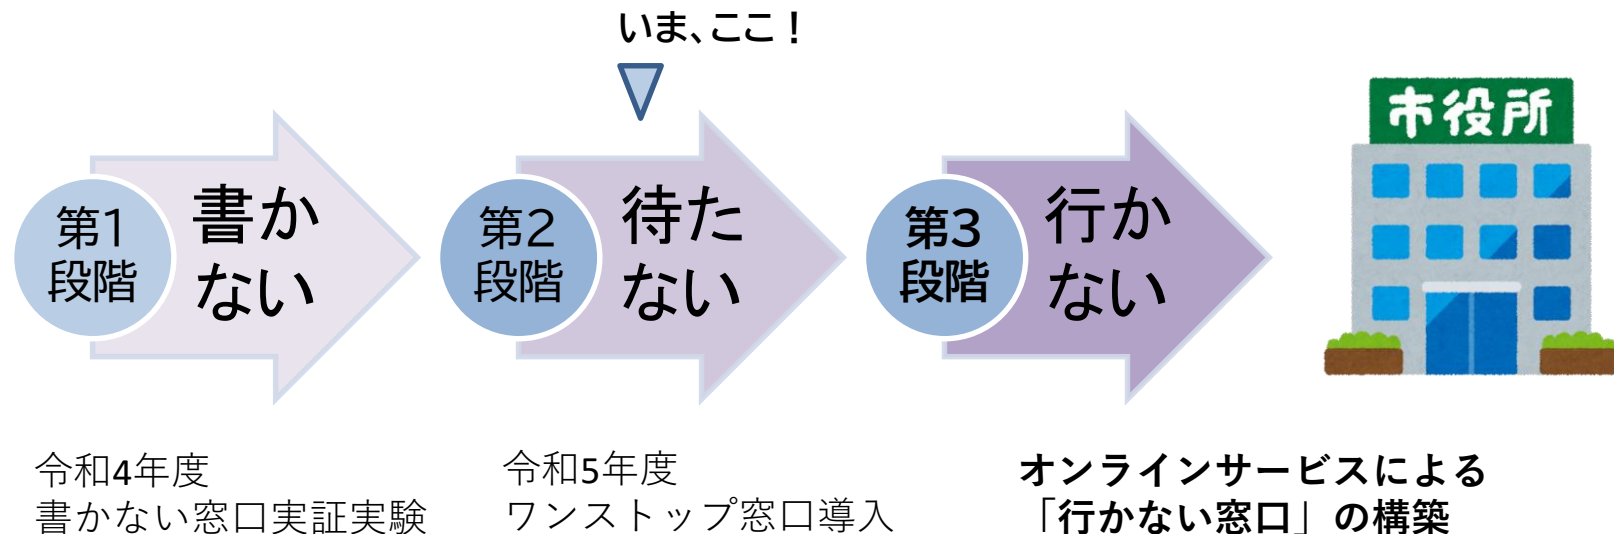 いま、ここ！
市役所
第1
段階
書か
ない
第2
段階
待た
ない
第3
段階
行か
ない
令和4年度
書かない窓口実証実験
令和5年度
ワンストップ窓口導入
オンラインサービスによる
「行かない窓口」の構築